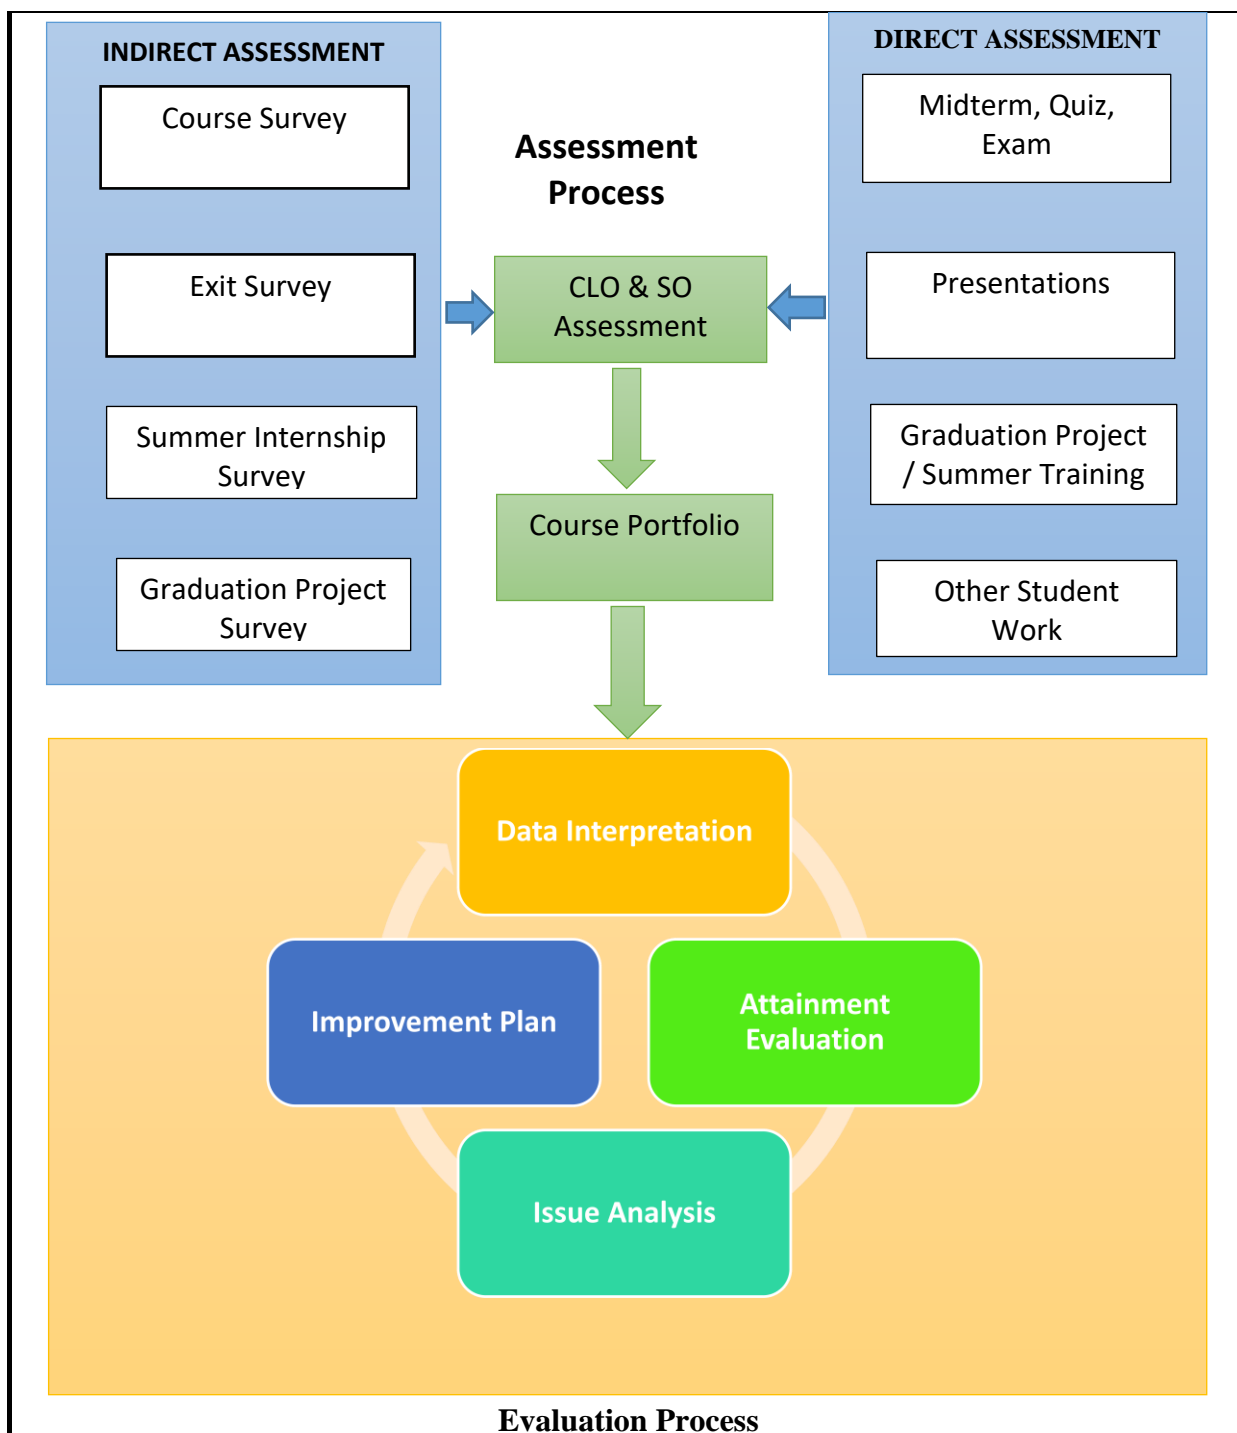 INDIRECT ASSESSMENT
Course Survey
Exit Survey
Summer Internship
Survey
Graduation Project
Survey
Assessment
Process
CLO & SO
Assessment
Course Portfolio
DIRECT ASSESSMENT
Midterm, Quiz,
Exam
Presentations
Graduation Project
/ Summer Training
Other Student
Work
Data Interpretation
Attainment
Evaluation
Issue Analysis
Improvement Plan
Evaluation Process